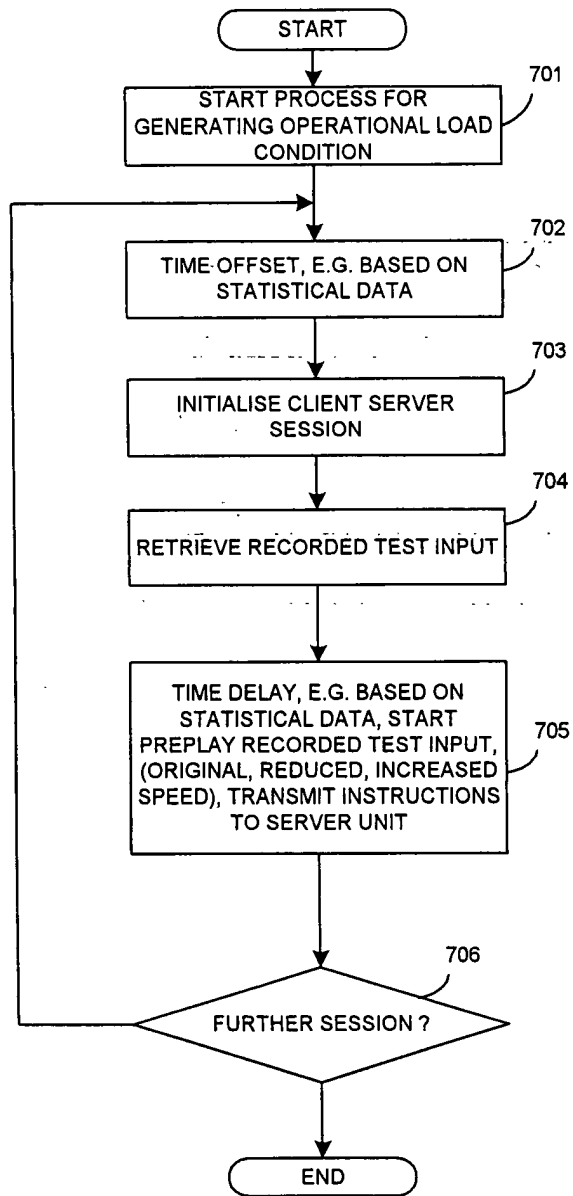 START
701
START PROCESS FOR
GENERATING OPERATIONAL LOAD
CONDITION
702
TIME OFFSET, E.G. BASED ON
STATISTICAL DATA
703
INITIALISE CLIENT SERVER
SESSION
704
RETRIEVE RECORDED TEST INPUT
TIME DELAY, E.G. BASED ON
STATISTICAL DATA, START
PREPLAY RECORDED TEST INPUT,
(ORIGINAL, REDUCED, INCREASED
SPEED), TRANSMIT INSTRUCTIONS
TO SERVER UNIT
705
706
FURTHER SESSION ?
END